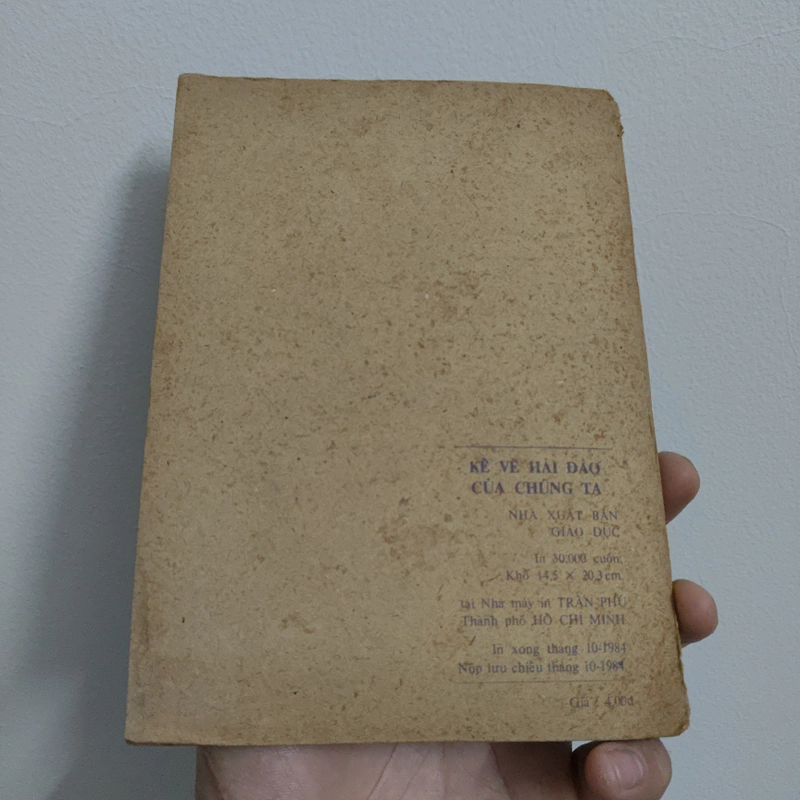 KỂ VỀ HẢI ĐẢO
CỦA CHÚNG TA
NHÀ XUẤT BẢN
GIÁO DỤC
In 30.000 cuốn,
Khổ 14,5 × 20,3cm.
tại Nhà máy in TRẦN PHÚ
Thành phố HỒ CHÍ MINH
In xong tháng 10-1984
Nộp lưu chiểu tháng 10-1984.
Giá : 4,00đ